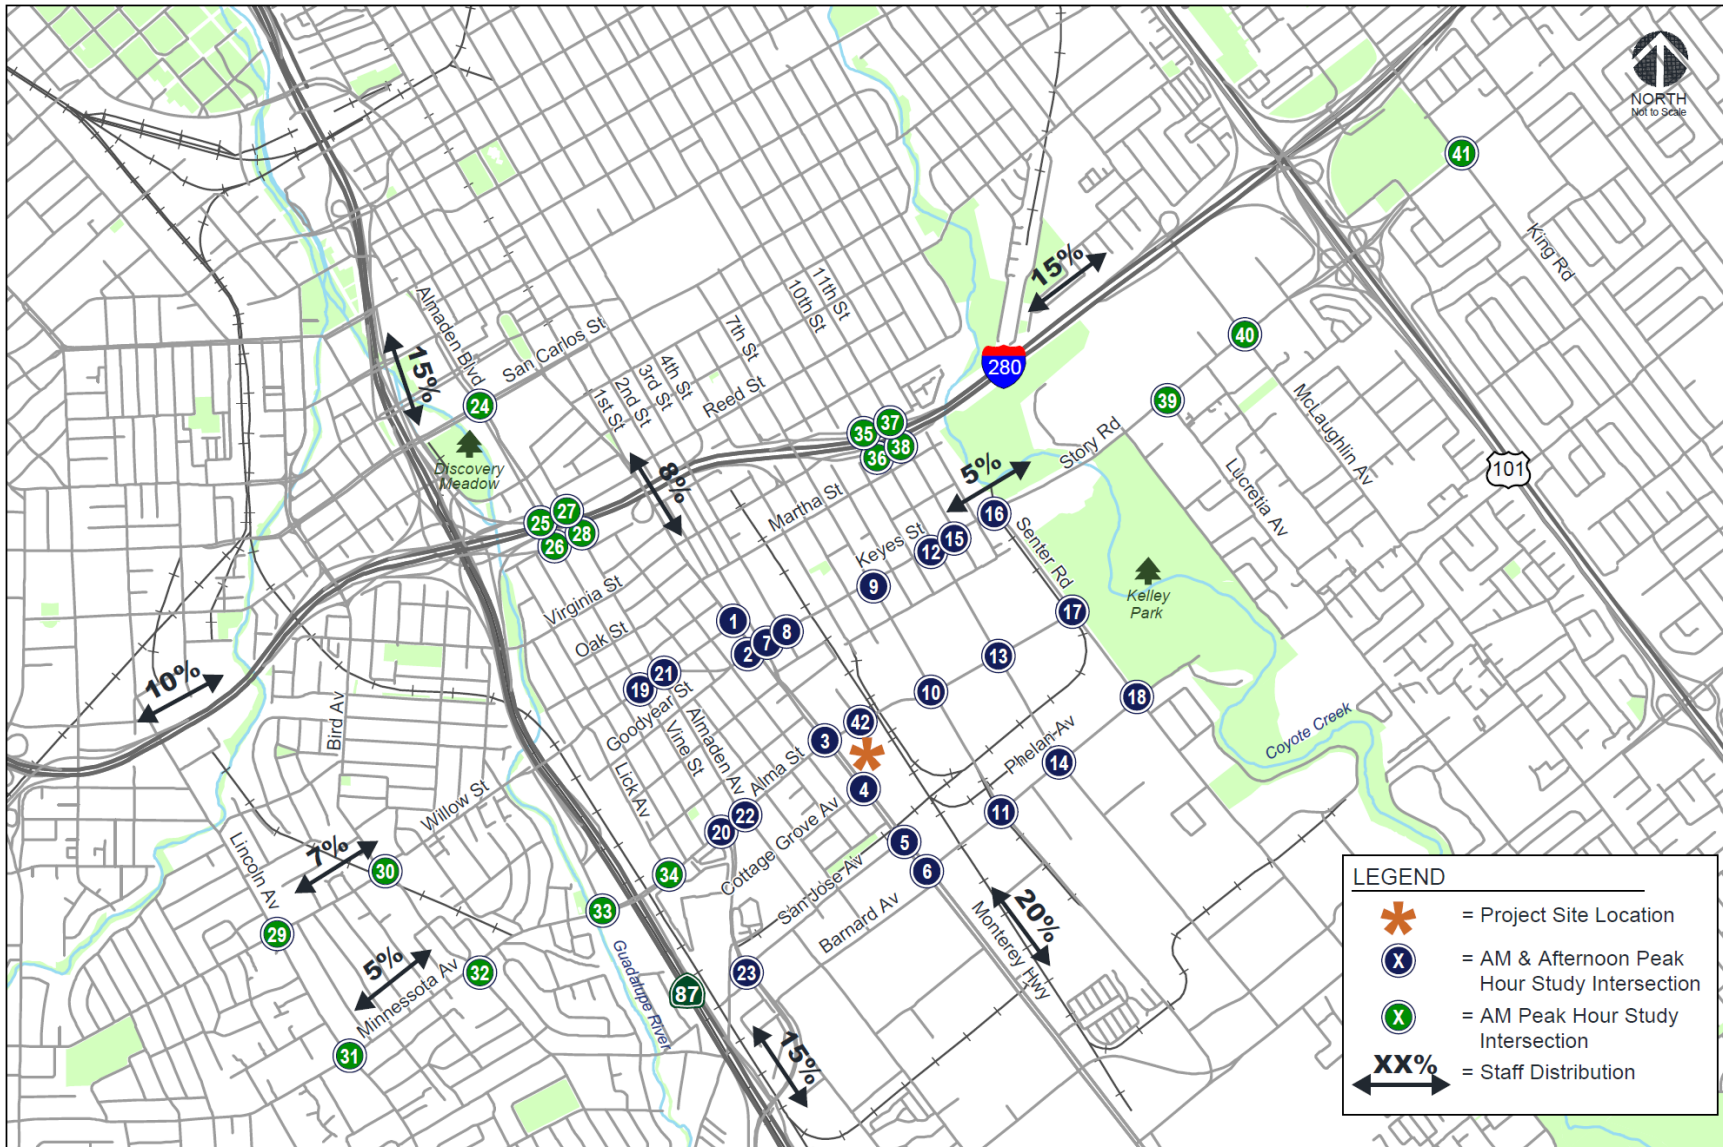 NORTH
Not to Scale
41
King Rd
15%
11th St
10th St
7th St
4th St
3rd St
2nd St
1st St
Almaden Blvd
San Carlos St
Reed St
15%
280
40
39
McLaughlin Av
Lucretia Av
101
24
Discovery
Meadow
8%
35
37
36
38
Story Rd
5%
Martha St
25
27
26
28
Keyes St
12
15
16
Senter Rd
9
Kelley
Park
17
Virginia St
Oak St
1
2
7
8
13
10%
19
21
Goodyear St
Vine St
Almaden Av
Lick Av
10
18
Coyote Creek
Bird Av
42
3
Alma St
Phelan Av
14
4
Willow St
20
22
Cottage Grove Av
11
Lincoln Av
7%
30
34
5
6
San Jose Av
Barnard Av
33
29
20%
Monterey Hwy
5%
Minnessota Av
32
Guadalupe River
87
23
31
15%
LEGEND
= Project Site Location
X
= AM & Afternoon Peak
Hour Study Intersection
X
= AM Peak Hour Study
Intersection
XX%
= Staff Distribution